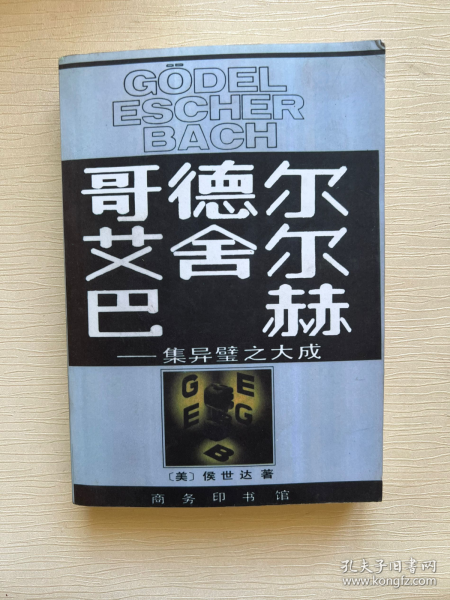 GÖDEL
ESCHER
BACH
哥德尔
艾舍尔
巴 赫
——集异璧之大成
G E
E G
B
〔美〕侯世达 著
商务印书馆
孔夫子旧书网
www.kongfz.com